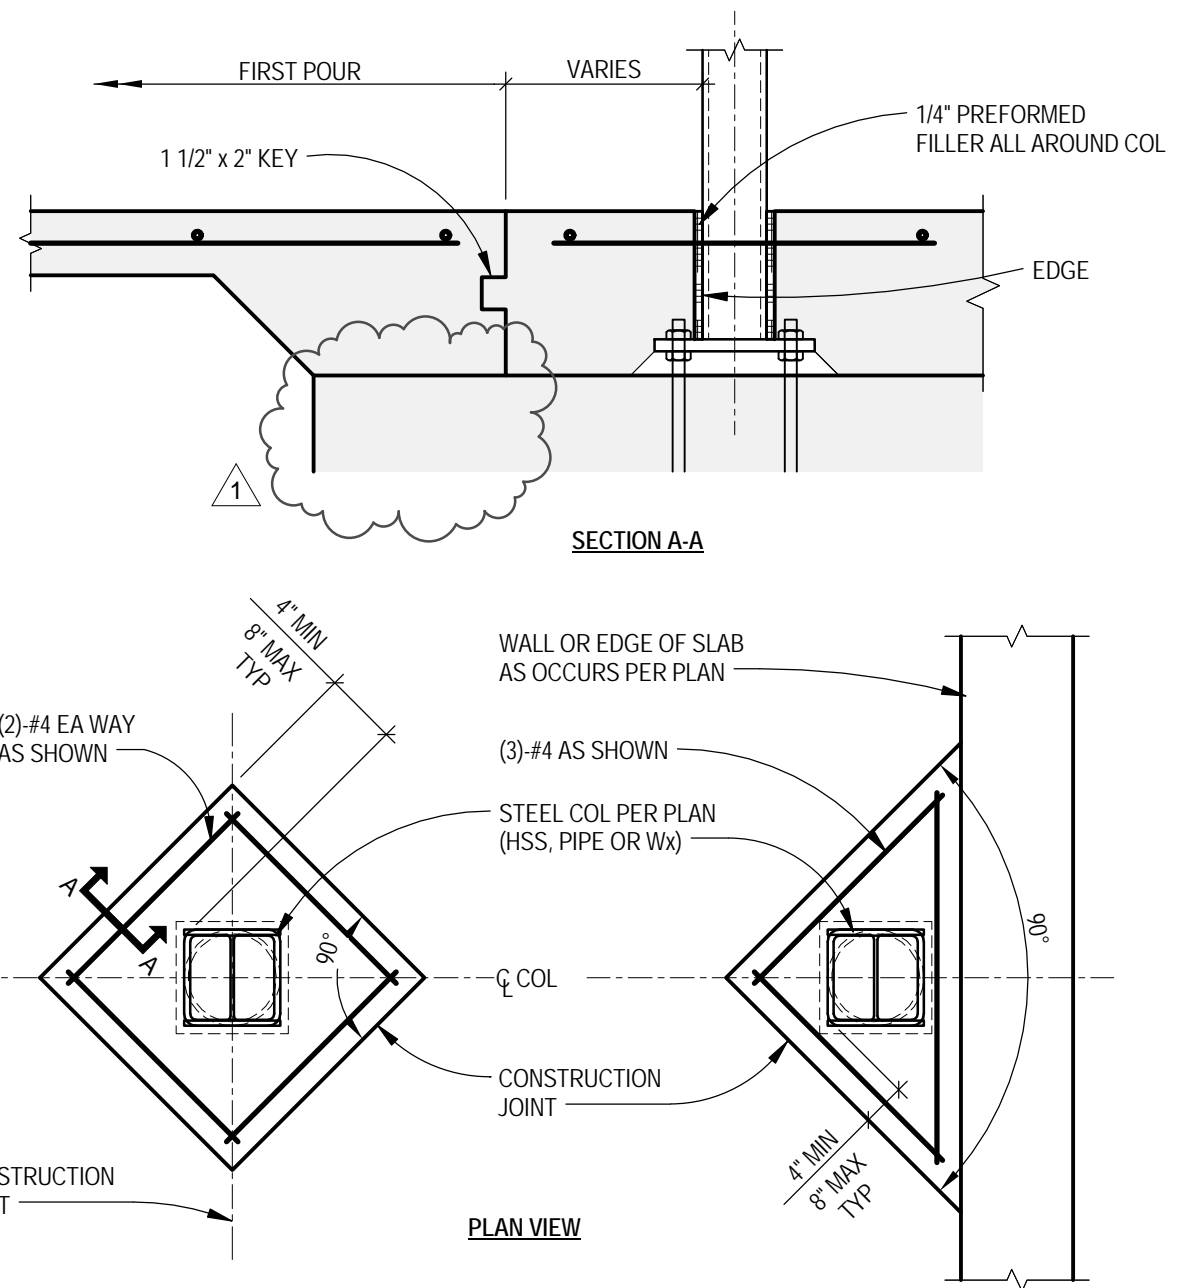 FIRST POUR
VARIES
1/4" PREFORMED
FILLER ALL AROUND COL
1 1/2" x 2" KEY
EDGE
1
SECTION A-A
4" MIN
8" MAX
TYP
WALL OR EDGE OF SLAB
AS OCCURS PER PLAN
(2)-#4 EA WAY
AS SHOWN
(3)-#4 AS SHOWN
STEEL COL PER PLAN
(HSS, PIPE OR Wx)
A
A
90°
90°
℄ COL
CONSTRUCTION
JOINT
4" MIN
8" MAX
TYP
STRUCTION
T
PLAN VIEW